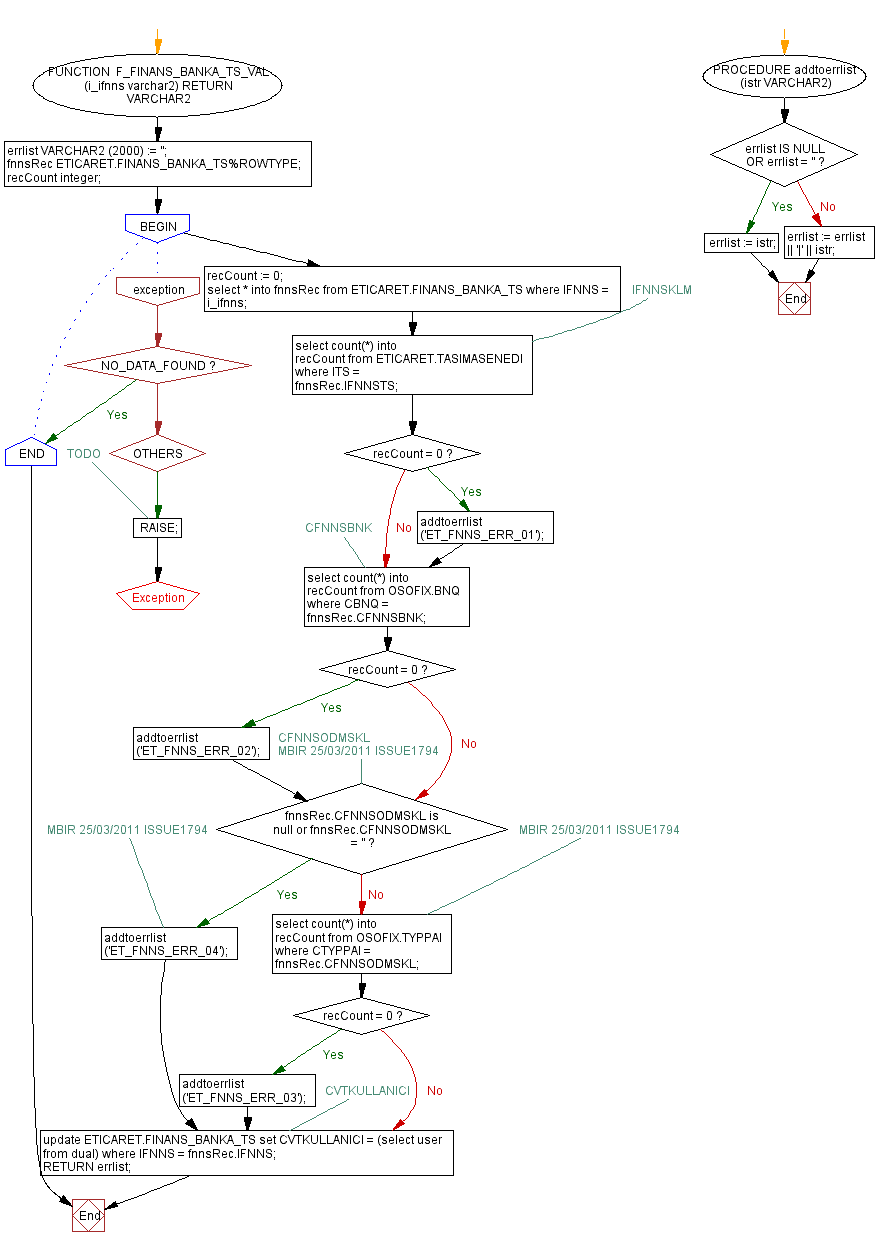 FUNCTION F_FINANS_BANKA_TS_VAL
(i_ifnns varchar2) RETURN
VARCHAR2
errlist VARCHAR2 (2000) := '';
fnnsRec ETICARET.FINANS_BANKA_TS%ROWTYPE;
recCount integer;
BEGIN
exception
NO_DATA_FOUND ?
Yes
END
OTHERS
TODO
RAISE;
Exception
recCount := 0;
select * into fnnsRec from ETICARET.FINANS_BANKA_TS where IFNNS =
i_ifnns;
IFNNSKLM
select count(*) into
recCount from ETICARET.TASIMASENEDI
where ITS =
fnnsRec.IFNNSTS;
recCount = 0 ?
Yes
No
addtoerrlist
('ET_FNNS_ERR_01');
CFNNSBNK
select count(*) into
recCount from OSOFIX.BNQ
where CBNQ =
fnnsRec.CFNNSBNK;
recCount = 0 ?
Yes
No
addtoerrlist
('ET_FNNS_ERR_02');
CFNNSODMSKL
MBIR 25/03/2011 ISSUE1794
fnnsRec.CFNNSODMSKL is
null or fnnsRec.CFNNSODMSKL
= '' ?
MBIR 25/03/2011 ISSUE1794
MBIR 25/03/2011 ISSUE1794
Yes
No
addtoerrlist
('ET_FNNS_ERR_04');
select count(*) into
recCount from OSOFIX.TYPPAI
where CTYPPAI =
fnnsRec.CFNNSODMSKL;
recCount = 0 ?
Yes
No
addtoerrlist
('ET_FNNS_ERR_03');
CVTKULLANICI
update ETICARET.FINANS_BANKA_TS set CVTKULLANICI = (select user
from dual) where IFNNS = fnnsRec.IFNNS;
RETURN errlist;
End
PROCEDURE addtoerrlist
(istr VARCHAR2)
errlist IS NULL
OR errlist = '' ?
Yes
No
errlist := istr;
errlist := errlist
|| '|' || istr;
End